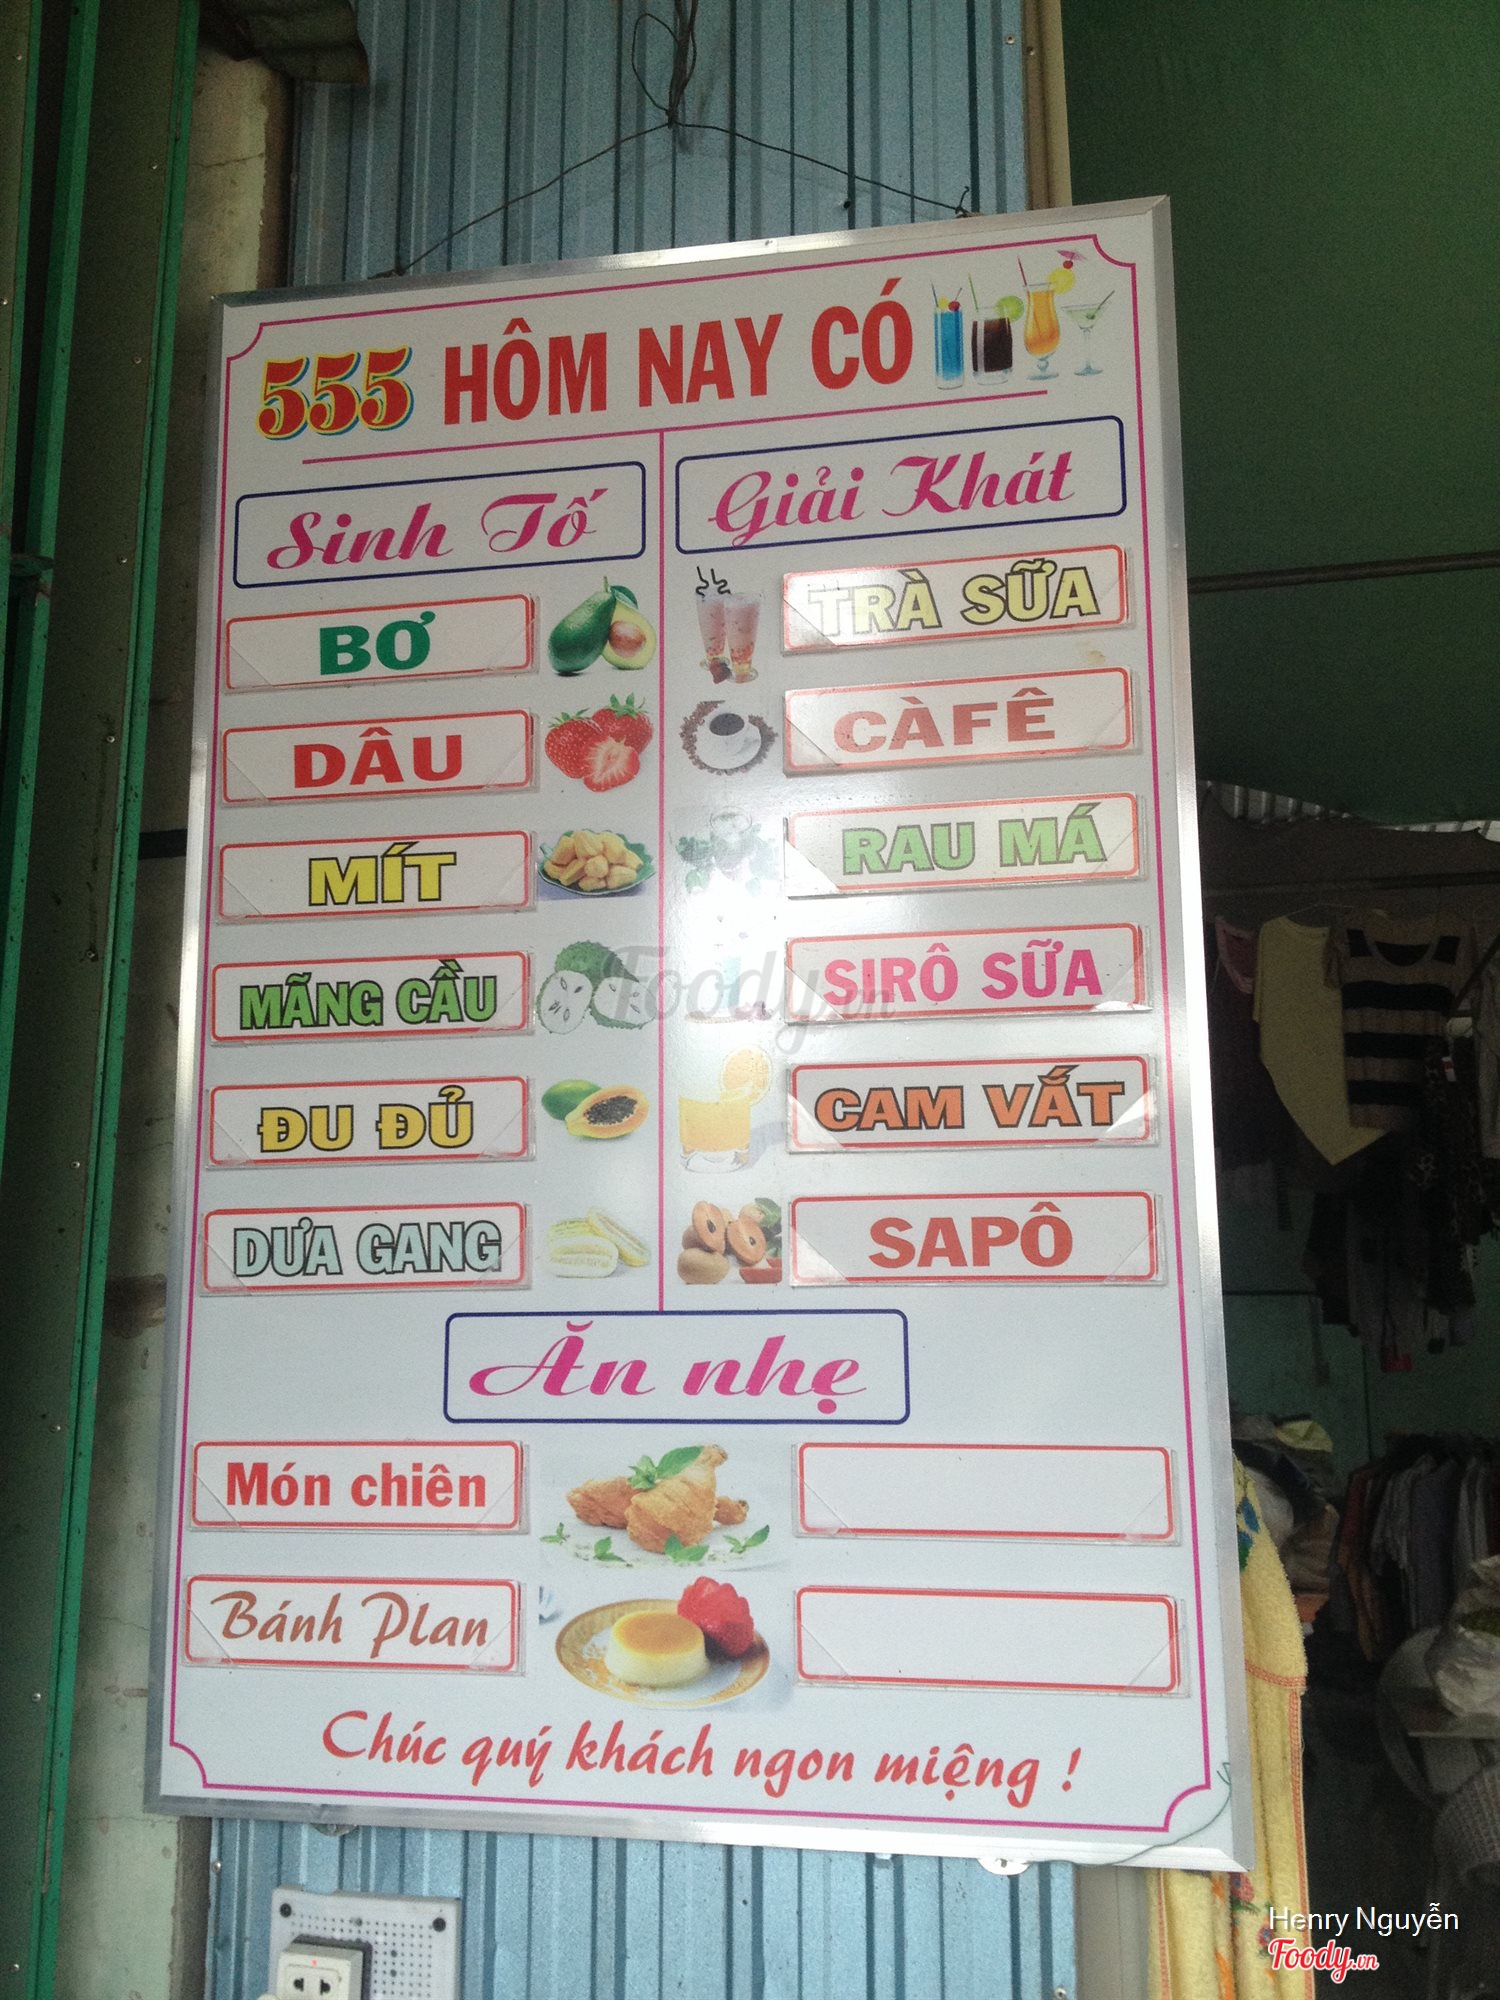 555 HÔM NAY CÓ
Sinh Tố
BƠ
DÂU
MÍT
MÃNG CẦU
ĐU ĐỦ
DƯA GANG
Giải Khát
TRÀ SỮA
CÀFÊ
RAU MÁ
SIRÔ SỮA
CAM VẮT
SAPÔ
Ăn nhẹ
Món chiên
Bánh Plan
Chúc quý khách ngon miệng !
Foody.vn
Henry Nguyễn
Foody.vn